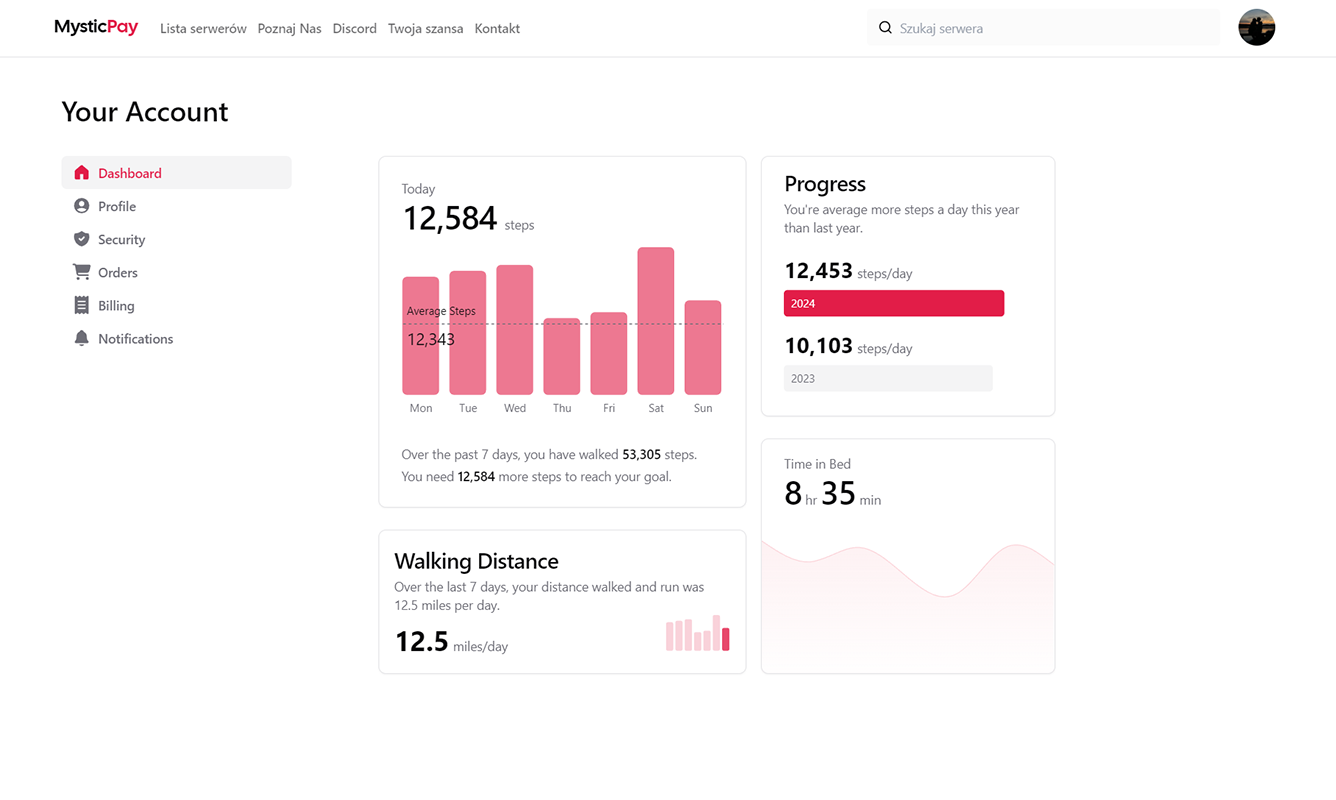 MysticPay Lista serwerów Poznaj Nas Discord Twoja szansa Kontakt Szukaj serwera
Your Account
Dashboard
Profile
Security
Orders
Billing
Notifications
Today
12,584 steps
Average Steps
12,343
Mon Tue Wed Thu Fri Sat Sun
Over the past 7 days, you have walked 53,305 steps.
You need 12,584 more steps to reach your goal.
Walking Distance
Over the last 7 days, your distance walked and run was
12.5 miles per day.
12.5 miles/day
Progress
You're average more steps a day this year
than last year.
12,453 steps/day
2024
10,103 steps/day
2023
Time in Bed
8 hr 35 min